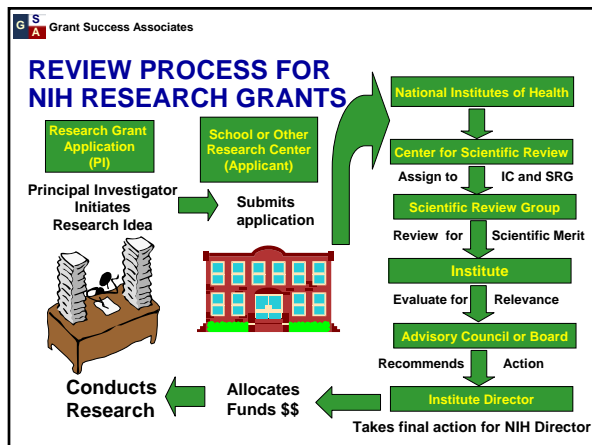 G S A Grant Success Associates
REVIEW PROCESS FOR
NIH RESEARCH GRANTS
Research Grant
Application
(PI)
Principal Investigator
Initiates
Research Idea
School or Other
Research Center
(Applicant)
Submits
application
National Institutes of Health
Center for Scientific Review
Assign to IC and SRG
Scientific Review Group
Review for Scientific Merit
Institute
Evaluate for Relevance
Advisory Council or Board
Recommends Action
Institute Director
Takes final action for NIH Director
Allocates
Funds $$
Conducts
Research